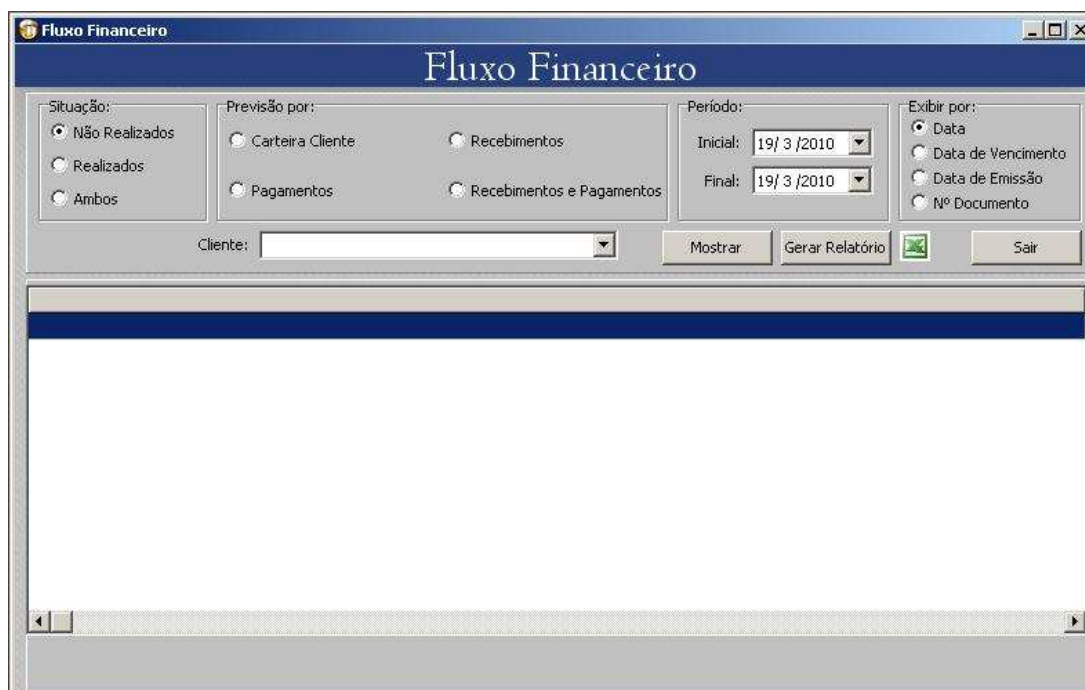 Fluxo Financeiro
Fluxo Financeiro
Situação:
Não Realizados
Realizados
Ambos
Previsão por:
Carteira Cliente
Recebimentos
Pagamentos
Recebimentos e Pagamentos
Período:
Inicial: 19/ 3 /2010
Final: 19/ 3 /2010
Exibir por:
Data
Data de Vencimento
Data de Emissão
Nº Documento
Cliente:
Mostrar
Gerar Relatório
Sair